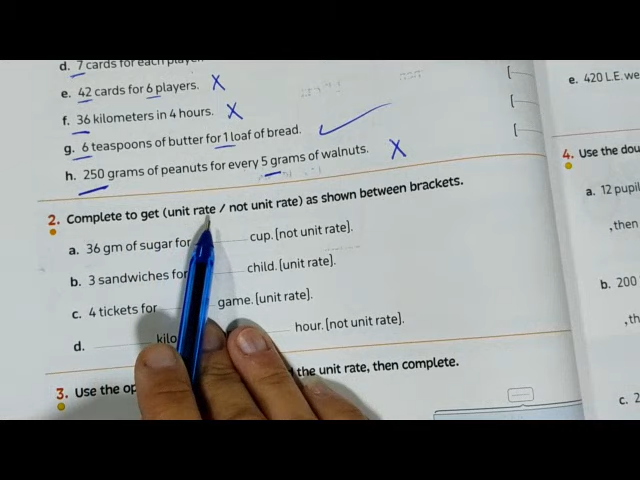 d. 7 cards for each player.
e. 42 cards for 6 players. X
f. 36 kilometers in 4 hours. X
g. 6 teaspoons of butter for 1 loaf of bread. ✓
h. 250 grams of peanuts for every 5 grams of walnuts. X
2. Complete to get (unit rate / not unit rate) as shown between brackets.
a. 36 gm of sugar for cup. [not unit rate].
b. 3 sandwiches for child. [unit rate].
c. 4 tickets for game. [unit rate].
d. hour. [not unit rate].
3. Use the the unit rate, then complete.
e. 420 L.E. we
4. Use the dou
a. 12 pupil
, then
b. 200
, th
c. 2